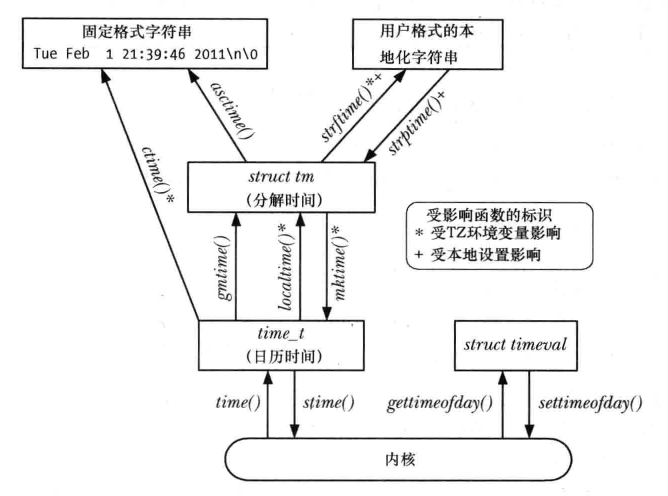 固定格式字符串
Tue Feb  1 21:39:46 2011\n\0
用户格式的本
地化字符串
asctime()
strftime()*+
strptime()+
ctime()*
struct tm
(分解时间)
受影响函数的标识
* 受TZ环境变量影响
+ 受本地设置影响
gmtime()
localtime()*
mktime()*
time_t
(日历时间)
struct timeval
time()
stime()
gettimeofday()
settimeofday()
内核